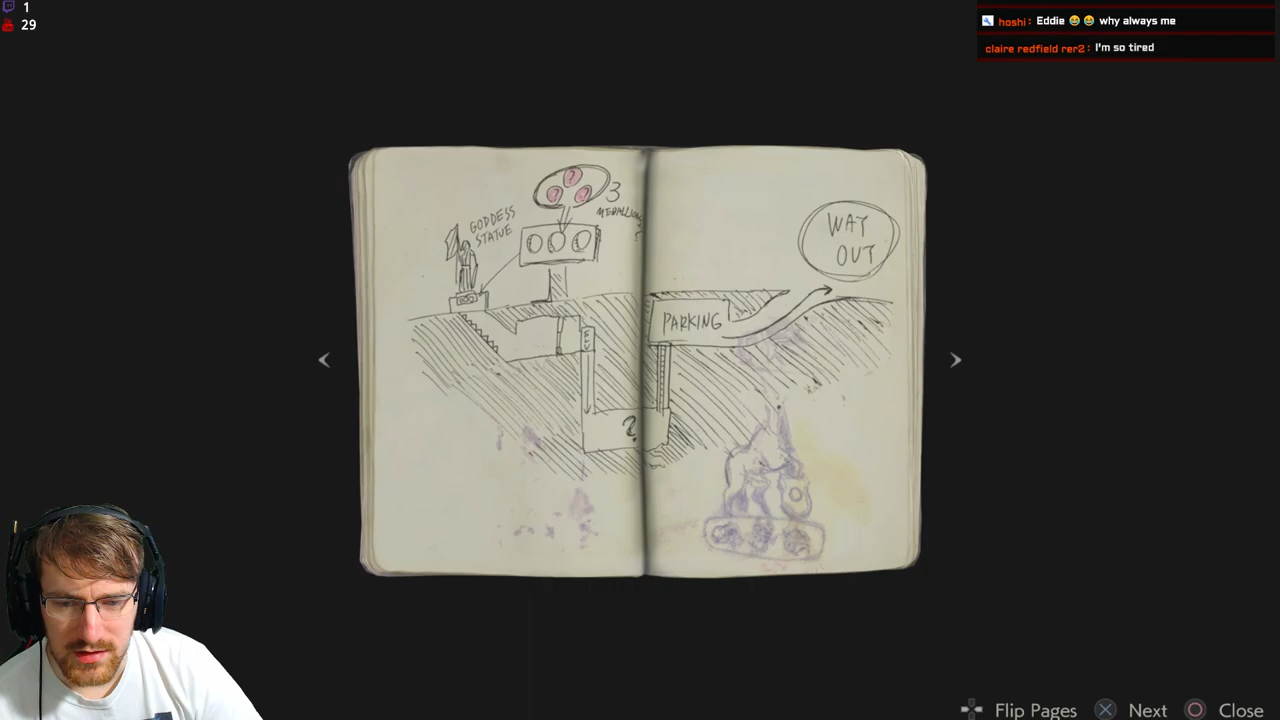 1
29
hoshi: Eddie 😂 😂 why always me
claire redfield rer2: I'm so tired
? ? ?
3
MEDALLIONS
?
GODDESS
STATUE
WAY
OUT
PARKING
ELV
?
Flip Pages
Next
Close